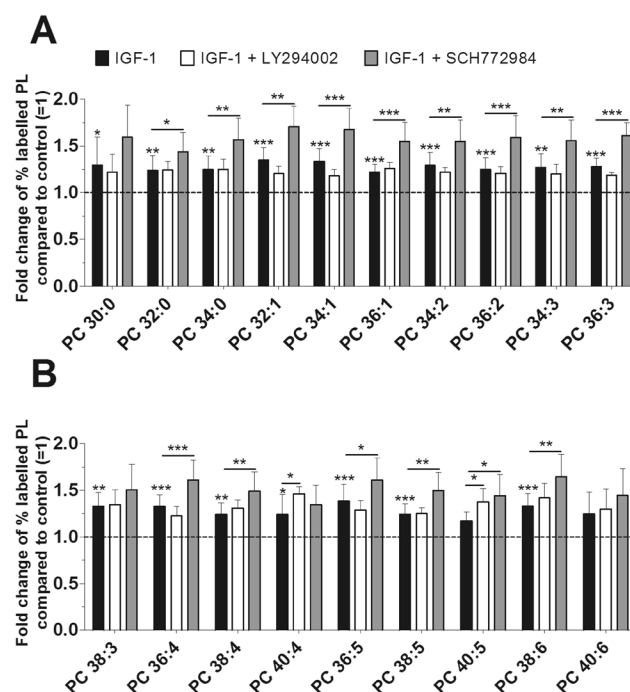 A
IGF-1 IGF-1 + LY294002 IGF-1 + SCH772984
Fold change of % labelled PL
compared to control (=1)
2.0
1.5
1.0
0.5
0.0
* ** * ** ** *** ** *** *** *** *** *** ** *** *** ** ** *** ***
PC 30:0 PC 32:0 PC 34:0 PC 32:1 PC 34:1 PC 36:1 PC 34:2 PC 36:2 PC 34:3 PC 36:3
B
Fold change of % labelled PL
compared to control (=1)
2.0
1.5
1.0
0.5
0.0
** *** *** ** ** * * *** * *** ** * * *** **
PC 38:3 PC 36:4 PC 38:4 PC 40:4 PC 36:5 PC 38:5 PC 40:5 PC 38:6 PC 40:6